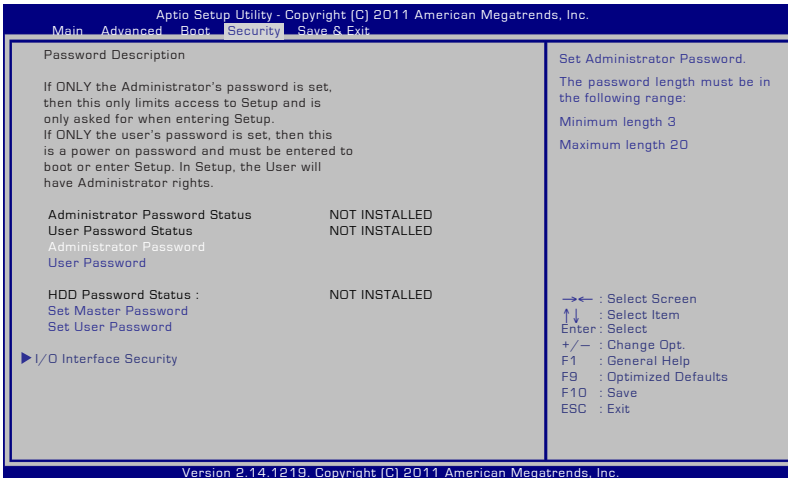 Aptio Setup Utility - Copyright (C) 2011 American Megatrends, Inc.
Main Advanced Boot Security Save & Exit
Password Description
If ONLY the Administrator's password is set,
then this only limits access to Setup and is
only asked for when entering Setup.
If ONLY the user's password is set, then this
is a power on password and must be entered to
boot or enter Setup. In Setup, the User will
have Administrator rights.
Administrator Password Status NOT INSTALLED
User Password Status NOT INSTALLED
Administrator Password
User Password
HDD Password Status : NOT INSTALLED
Set Master Password
Set User Password
▶ I/O Interface Security
Set Administrator Password.
The password length must be in
the following range:
Minimum length 3
Maximum length 20
→← : Select Screen
↑↓ : Select Item
Enter : Select
+/— : Change Opt.
F1 : General Help
F9 : Optimized Defaults
F10 : Save
ESC : Exit
Version 2.14.1219. Copyright (C) 2011 American Megatrends, Inc.